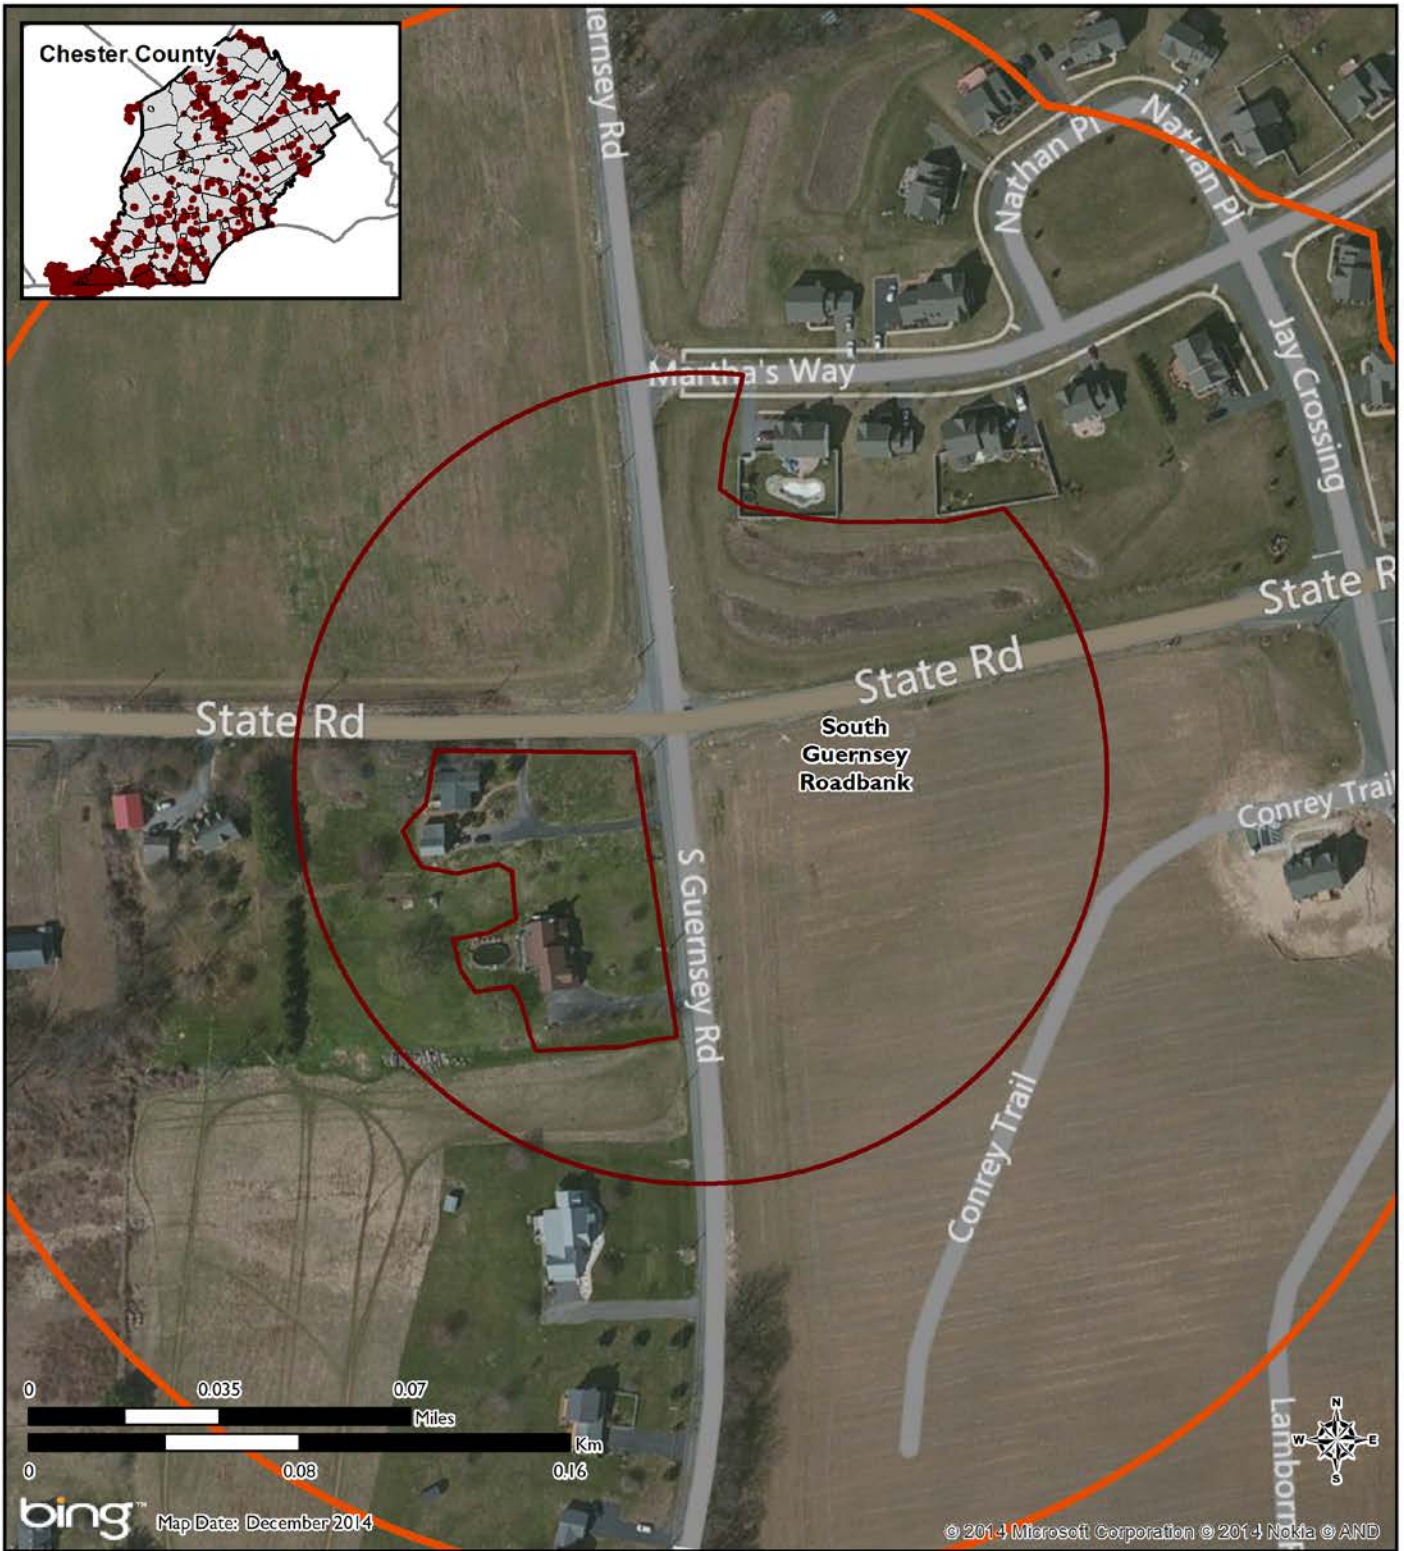 Chester County
ernsey Rd
Nathan Pl
Nathan Pl
Martha's Way
Jay Crossing
State R
State Rd
State Rd
South
Guernsey
Roadbank
Conrey Trail
S Guernsey Rd
Conrey Trail
Lamborn
0 0.035 0.07
Miles
Km
0 0.08 0.16
N
W E
S
bing™ Map Date: December 2014
© 2014 Microsoft Corporation © 2014 Nokia © AND